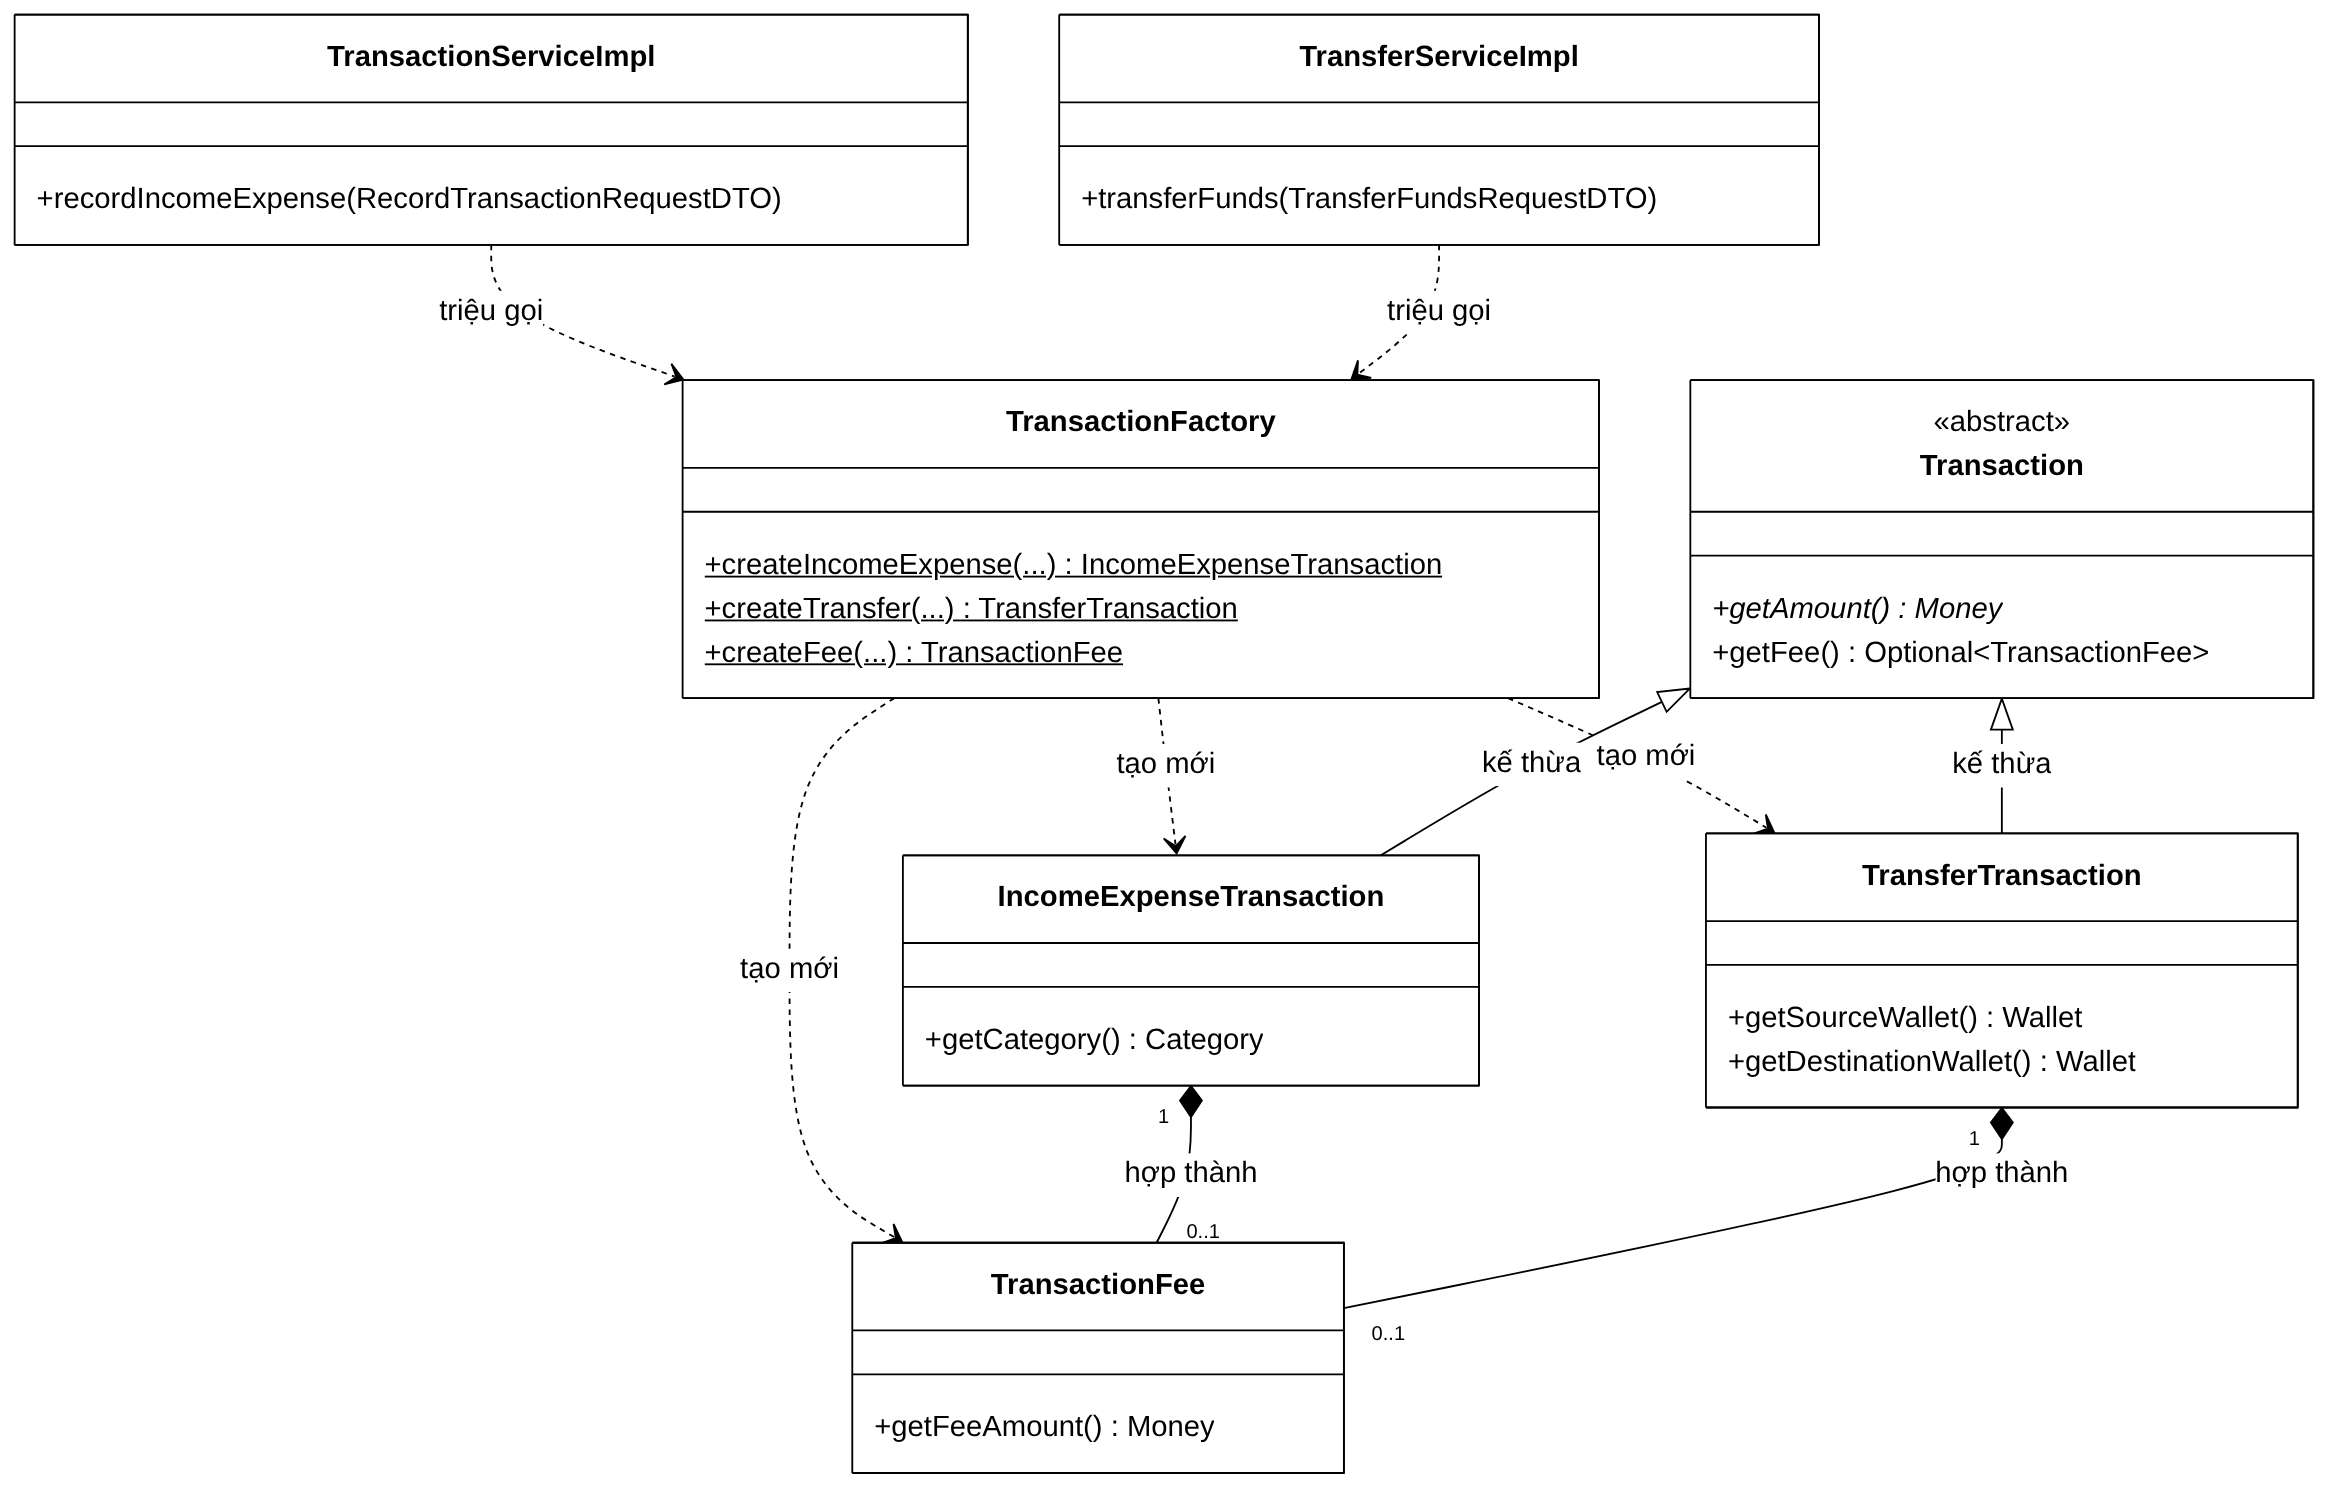 TransactionServiceImpl
+recordIncomeExpense(RecordTransactionRequestDTO)
TransferServiceImpl
+transferFunds(TransferFundsRequestDTO)
triệu gọi
triệu gọi
TransactionFactory
+createIncomeExpense(...) : IncomeExpenseTransaction
+createTransfer(...) : TransferTransaction
+createFee(...) : TransactionFee
«abstract»
Transaction
+getAmount() : Money
+getFee() : Optional<TransactionFee>
tạo mới
kế thừa
tạo mới
kế thừa
tạo mới
IncomeExpenseTransaction
+getCategory() : Category
TransferTransaction
+getSourceWallet() : Wallet
+getDestinationWallet() : Wallet
1
hợp thành
0..1
1
hợp thành
0..1
TransactionFee
+getFeeAmount() : Money